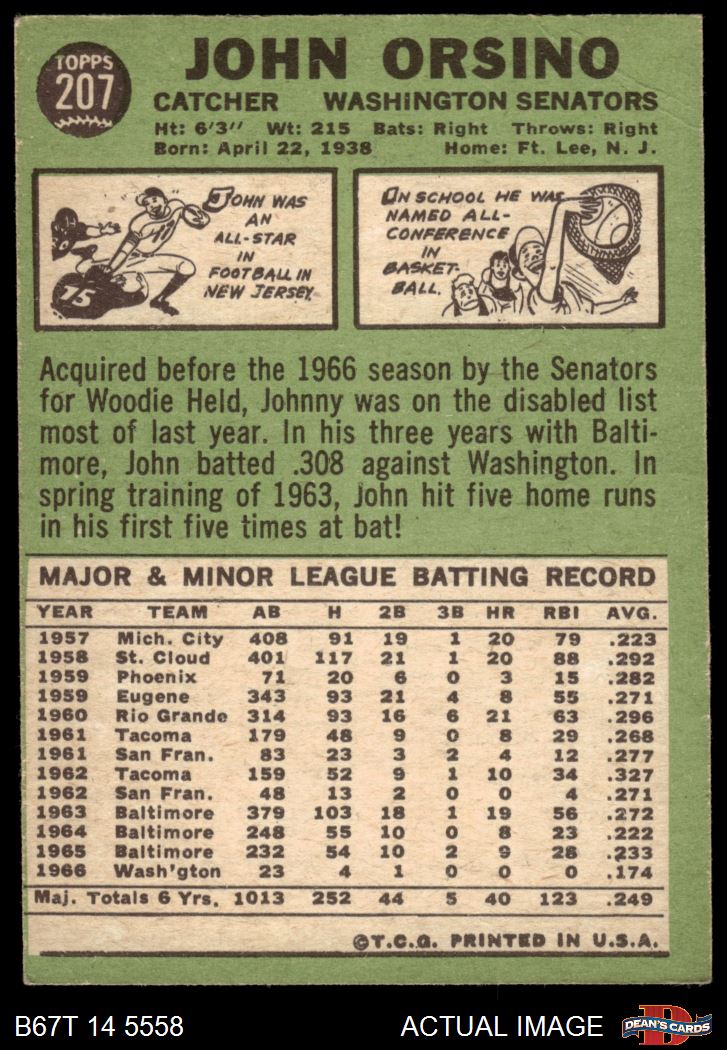 TOPPS
207
JOHN ORSINO
CATCHER WASHINGTON SENATORS
Ht: 6'3" Wt: 215 Bats: Right Throws: Right
Born: April 22, 1938 Home: Ft. Lee, N. J.
JOHN WAS
AN
ALL-STAR
IN
FOOTBALL IN
NEW JERSEY.
11
15
IN SCHOOL HE WAS
NAMED ALL-
CONFERENCE
IN
BASKET-
BALL.
Acquired before the 1966 season by the Senators
for Woodie Held, Johnny was on the disabled list
most of last year. In his three years with Balti-
more, John batted .308 against Washington. In
spring training of 1963, John hit five home runs
in his first five times at bat!
MAJOR & MINOR LEAGUE BATTING RECORD
YEAR TEAM AB H 2B 3B HR RBI AVG.
1957 Mich. City 408 91 19 1 20 79 .223
1958 St. Cloud 401 117 21 1 20 88 .292
1959 Phoenix 71 20 6 0 3 15 .282
1959 Eugene 343 93 21 4 8 55 .271
1960 Rio Grande 314 93 16 6 21 63 .296
1961 Tacoma 179 48 9 0 8 29 .268
1961 San Fran. 83 23 3 2 4 12 .277
1962 Tacoma 159 52 9 1 10 34 .327
1962 San Fran. 48 13 2 0 0 4 .271
1963 Baltimore 379 103 18 1 19 56 .272
1964 Baltimore 248 55 10 0 8 23 .222
1965 Baltimore 232 54 10 2 9 28 .233
1966 Wash'gton 23 4 1 0 0 0 .174
Maj. Totals 6 Yrs. 1013 252 44 5 40 123 .249
©T.C.G. PRINTED IN U.S.A.
B67T 14 5558 ACTUAL IMAGE
D
DEAN'S CARDS